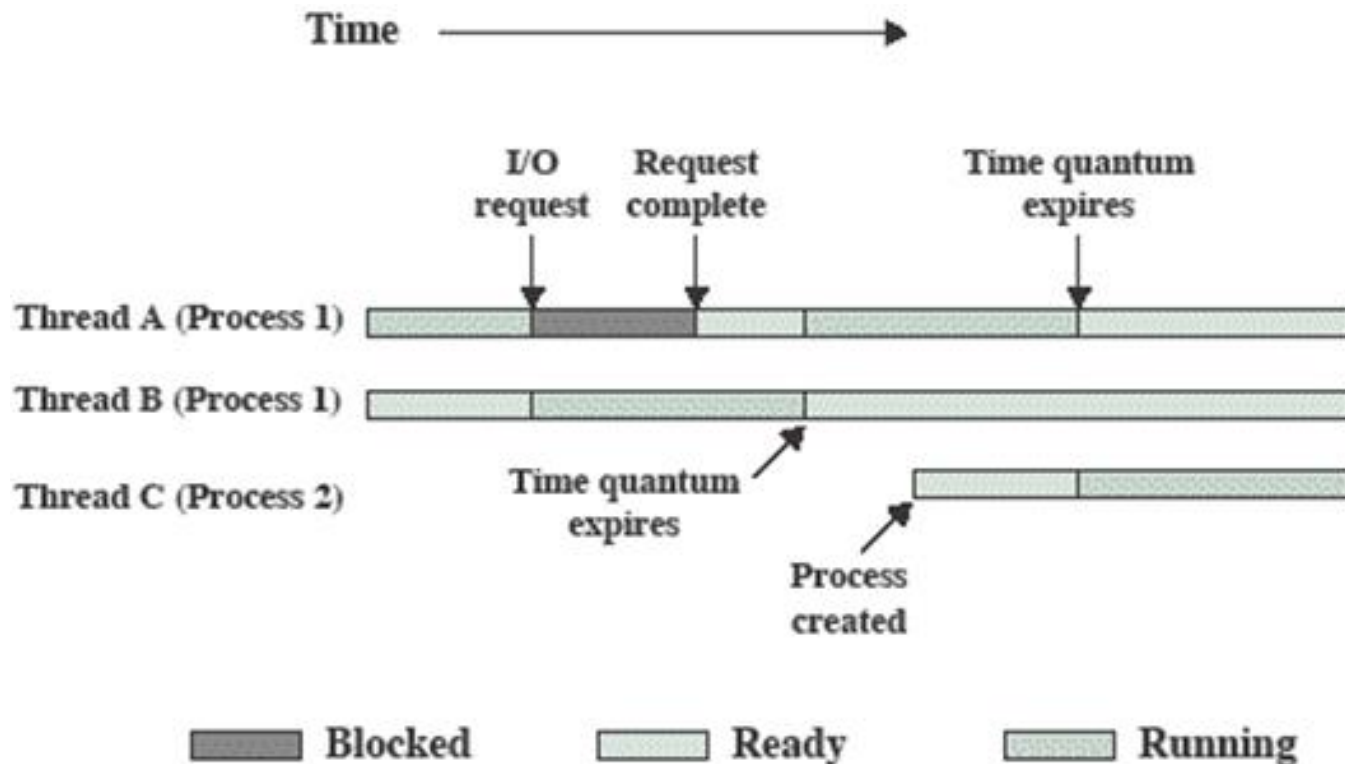 Time
I/O
request
Request
complete
Time quantum
expires
Thread A (Process 1)
Thread B (Process 1)
Time quantum
expires
Thread C (Process 2)
Process
created
Blocked
Ready
Running